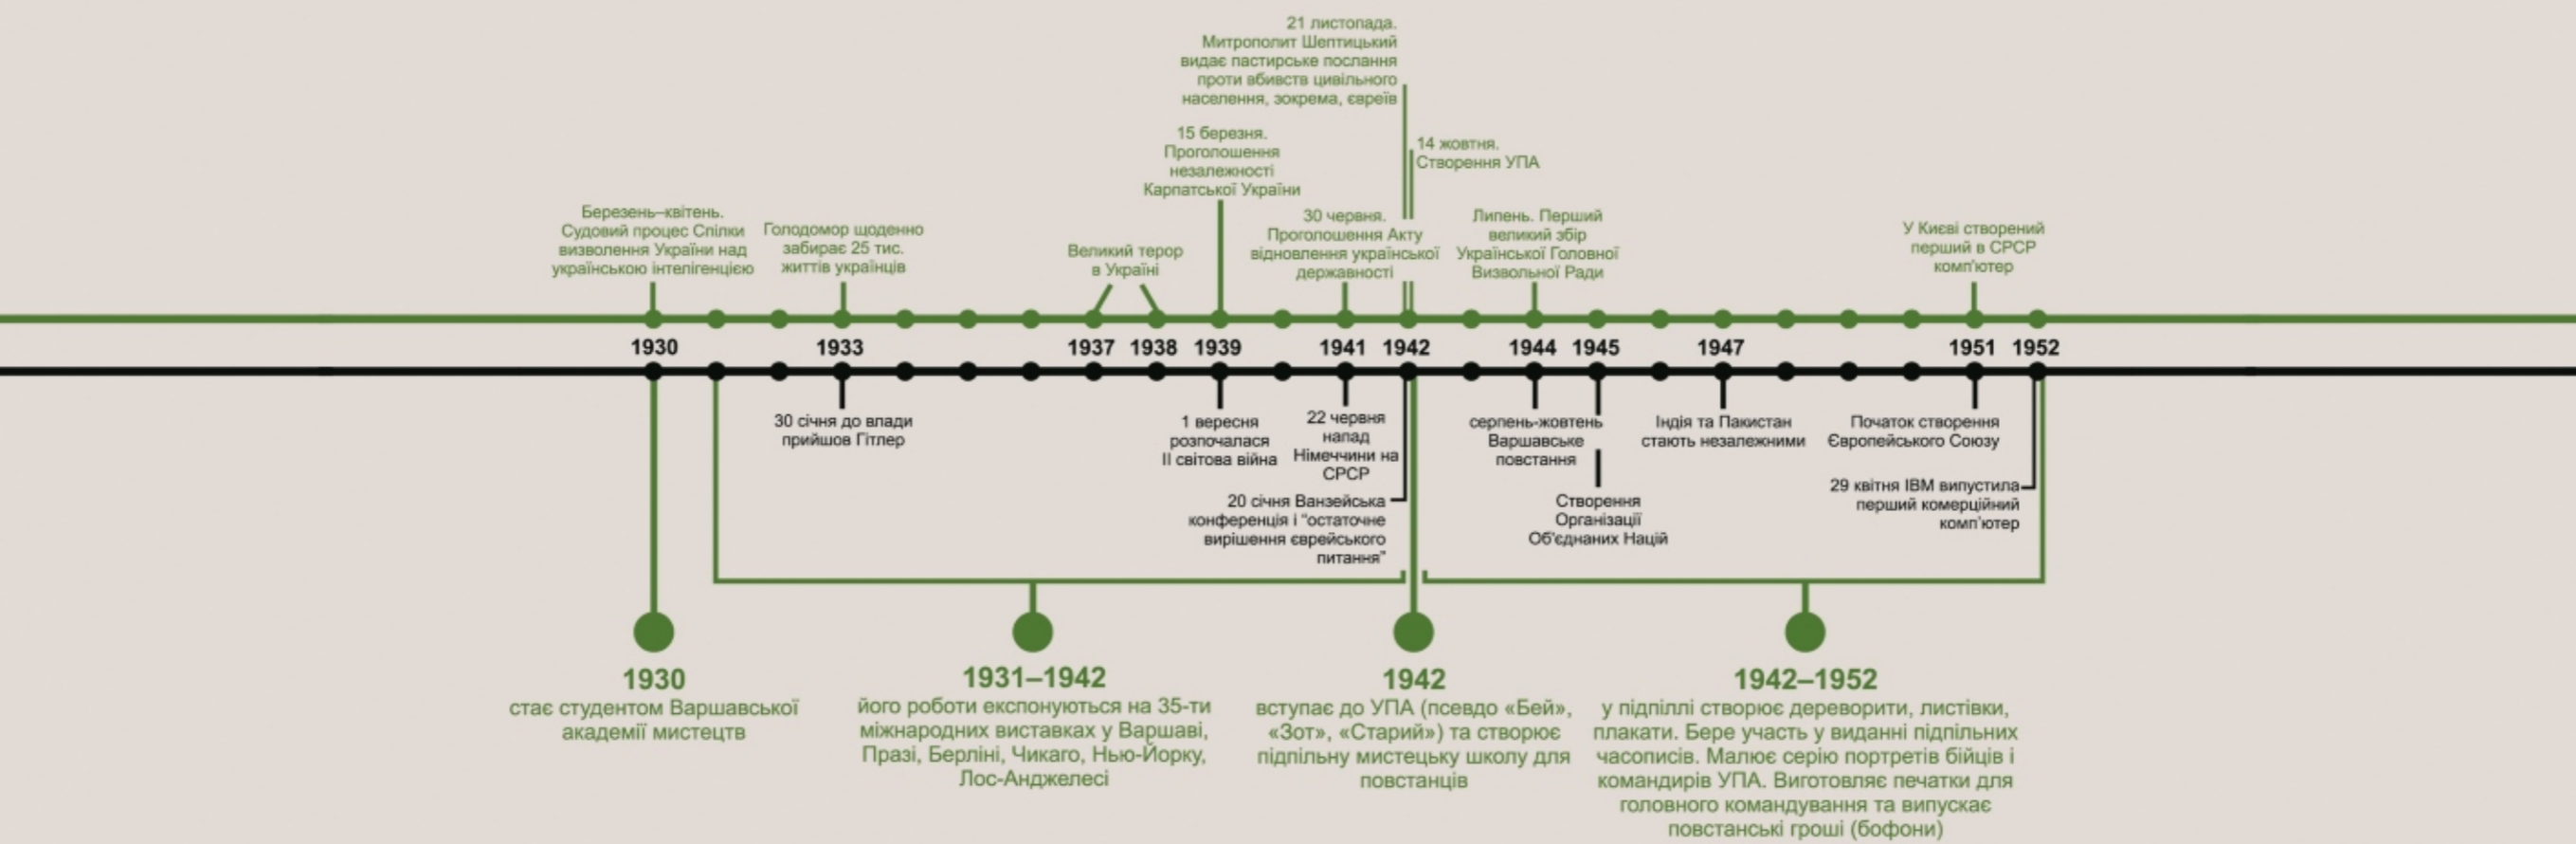 21 листопада.
Митрополит Шептицький
видає пастирське послання
проти вбивств цивільного
населення, зокрема, євреїв
15 березня.
Проголошення
незалежності
Карпатської України
14 жовтня.
Створення УПА
Березень–квітень.
Судовий процес Спілки
визволення України над
українською інтелігенцією
Голодомор щоденно
забирає 25 тис.
життів українців
Великий терор
в Україні
30 червня.
Проголошення Акту
відновлення української
державності
Липень. Перший
великий збір
Української Головної
Визвольної Ради
У Києві створений
перший в СРСР
комп'ютер
1930 1933 1937 1938 1939 1941 1942 1944 1945 1947 1951 1952
30 січня до влади
прийшов Гітлер
1 вересня
розпочалася
ІІ світова війна
22 червня
напад
Німеччини на
СРСР
20 січня Ванзейська
конференція і "остаточне
вирішення єврейського
питання"
серпень-жовтень
Варшавське
повстання
Створення
Організації
Об'єднаних Націй
Індія та Пакистан
стають незалежними
Початок створення
Європейського Союзу
29 квітня IBM випустила
перший комерційний
комп'ютер
1930
стає студентом Варшавської
академії мистецтв
1931–1942
його роботи експонуються на 35-ти
міжнародних виставках у Варшаві,
Празі, Берліні, Чикаго, Нью-Йорку,
Лос-Анджелесі
1942
вступає до УПА (псевдо «Бей»,
«Зот», «Старий») та створює
підпільну мистецьку школу для
повстанців
1942–1952
у підпіллі створює дереворити, листівки,
плакати. Бере участь у виданні підпільних
часописів. Малює серію портретів бійців і
командирів УПА. Виготовляє печатки для
головного командування та випускає
повстанські гроші (бофони)